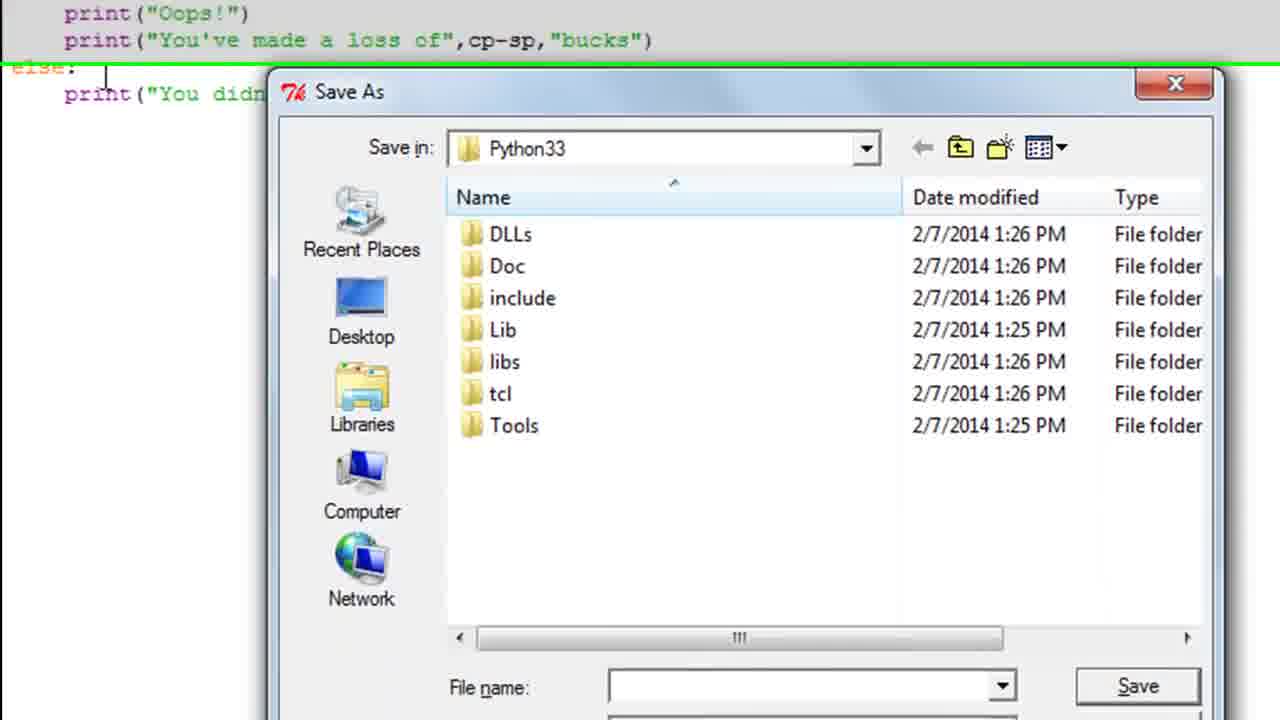 print("Oops!")
print("You've made a loss of",cp-sp,"bucks")
else:
print("You didn
Save As
Save in: Python33
Name Date modified Type
DLLs 2/7/2014 1:26 PM File folder
Doc 2/7/2014 1:26 PM File folder
include 2/7/2014 1:26 PM File folder
Lib 2/7/2014 1:25 PM File folder
libs 2/7/2014 1:26 PM File folder
tcl 2/7/2014 1:26 PM File folder
Tools 2/7/2014 1:25 PM File folder
Recent Places
Desktop
Libraries
Computer
Network
File name:
Save